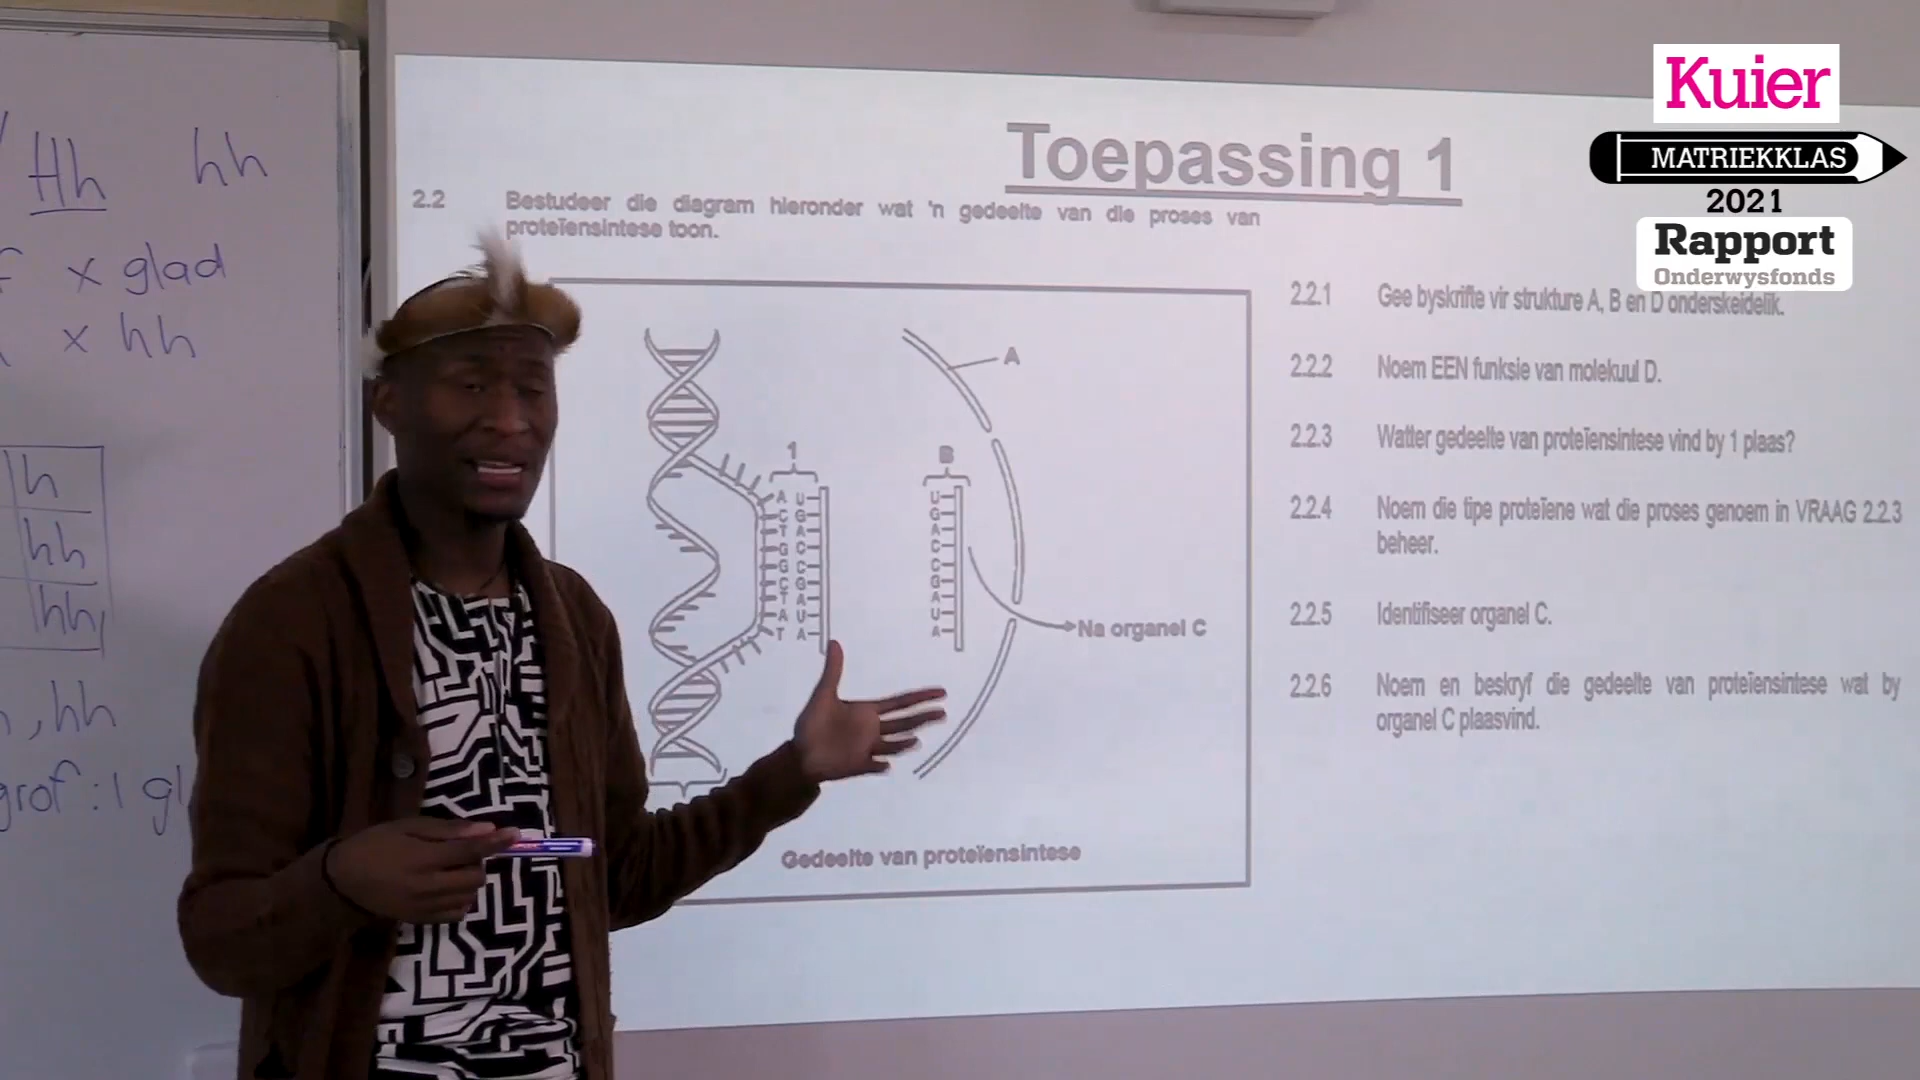 Kuier
MATRIEKKLAS
2021
Rapport
Onderwysfonds
Toepassing 1
2.2 Bestudeer die diagram hieronder wat 'n gedeelte van die proses van
proteïensintese toon.
A
1
B
A U
C G
T A
G C
G C
C G
T A
A U
T A
U
G
A
C
C
G
A
U
A
Na organel C
Gedeelte van proteïensintese
2.2.1 Gee byskrifte vir strukture A, B en D onderskeidelik.
2.2.2 Noem EEN funksie van molekuul D.
2.2.3 Watter gedeelte van proteïensintese vind by 1 plaas?
2.2.4 Noem die tipe proteïene wat die proses genoem in VRAAG 2.2.3
beheer.
2.2.5 Identifiseer organel C.
2.2.6 Noem en beskryf die gedeelte van proteïensintese wat by
organel C plaasvind.
Hh hh
x glad
x hh
h
hh
hh
, hh
grof : 1 gl